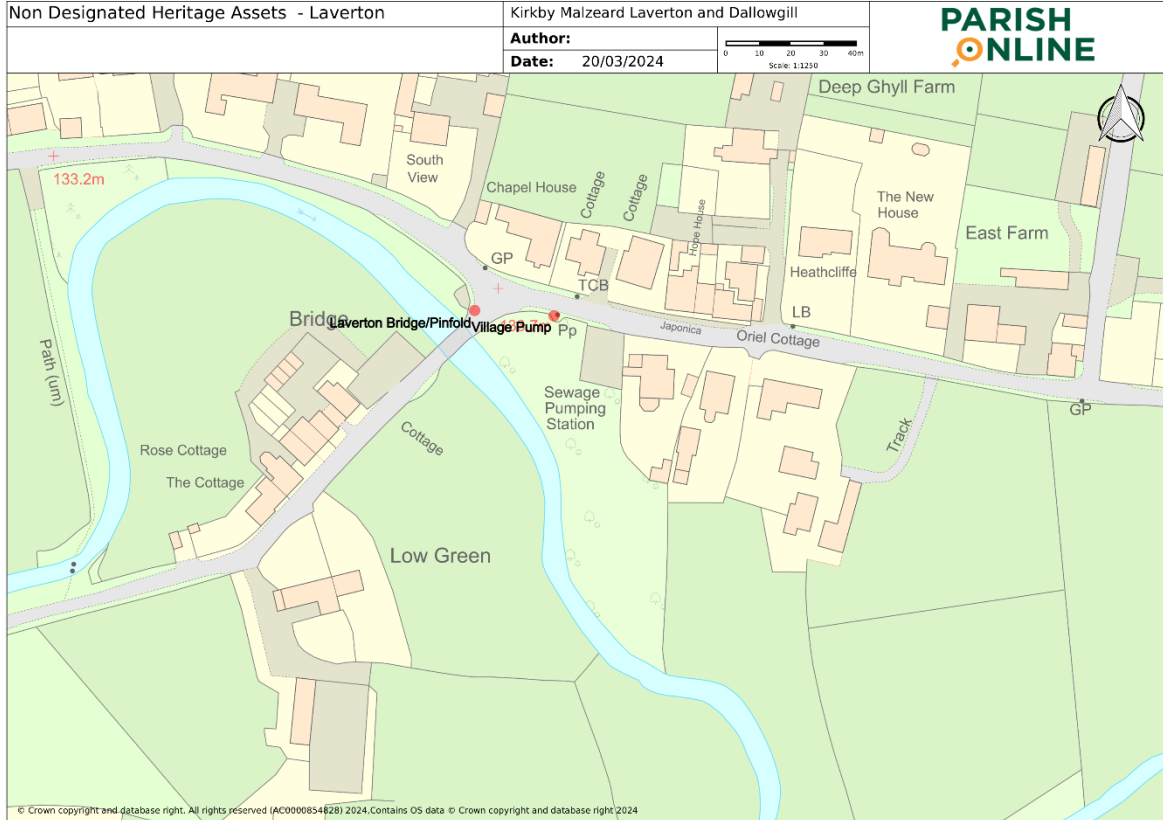 Non Designated Heritage Assets - Laverton
Kirkby Malzeard Laverton and Dallowgill
Author:
Date: 20/03/2024
0 10 20 30 40m
Scale: 1:1250
PARISH
ONLINE
Deep Ghyll Farm
133.2m
South
View
Chapel House
Cottage
Cottage
Hope House
The New
House
East Farm
GP
Heathcliffe
TCB
LB
Bridge
Laverton Bridge/Pinfold
Village Pump
Pp
Japonica
Oriel Cottage
Path (um)
Sewage
Pumping
Station
GP
Cottage
Track
Rose Cottage
The Cottage
Low Green
© Crown copyright and database right. All rights reserved (AC0000854828) 2024.Contains OS data © Crown copyright and database right 2024